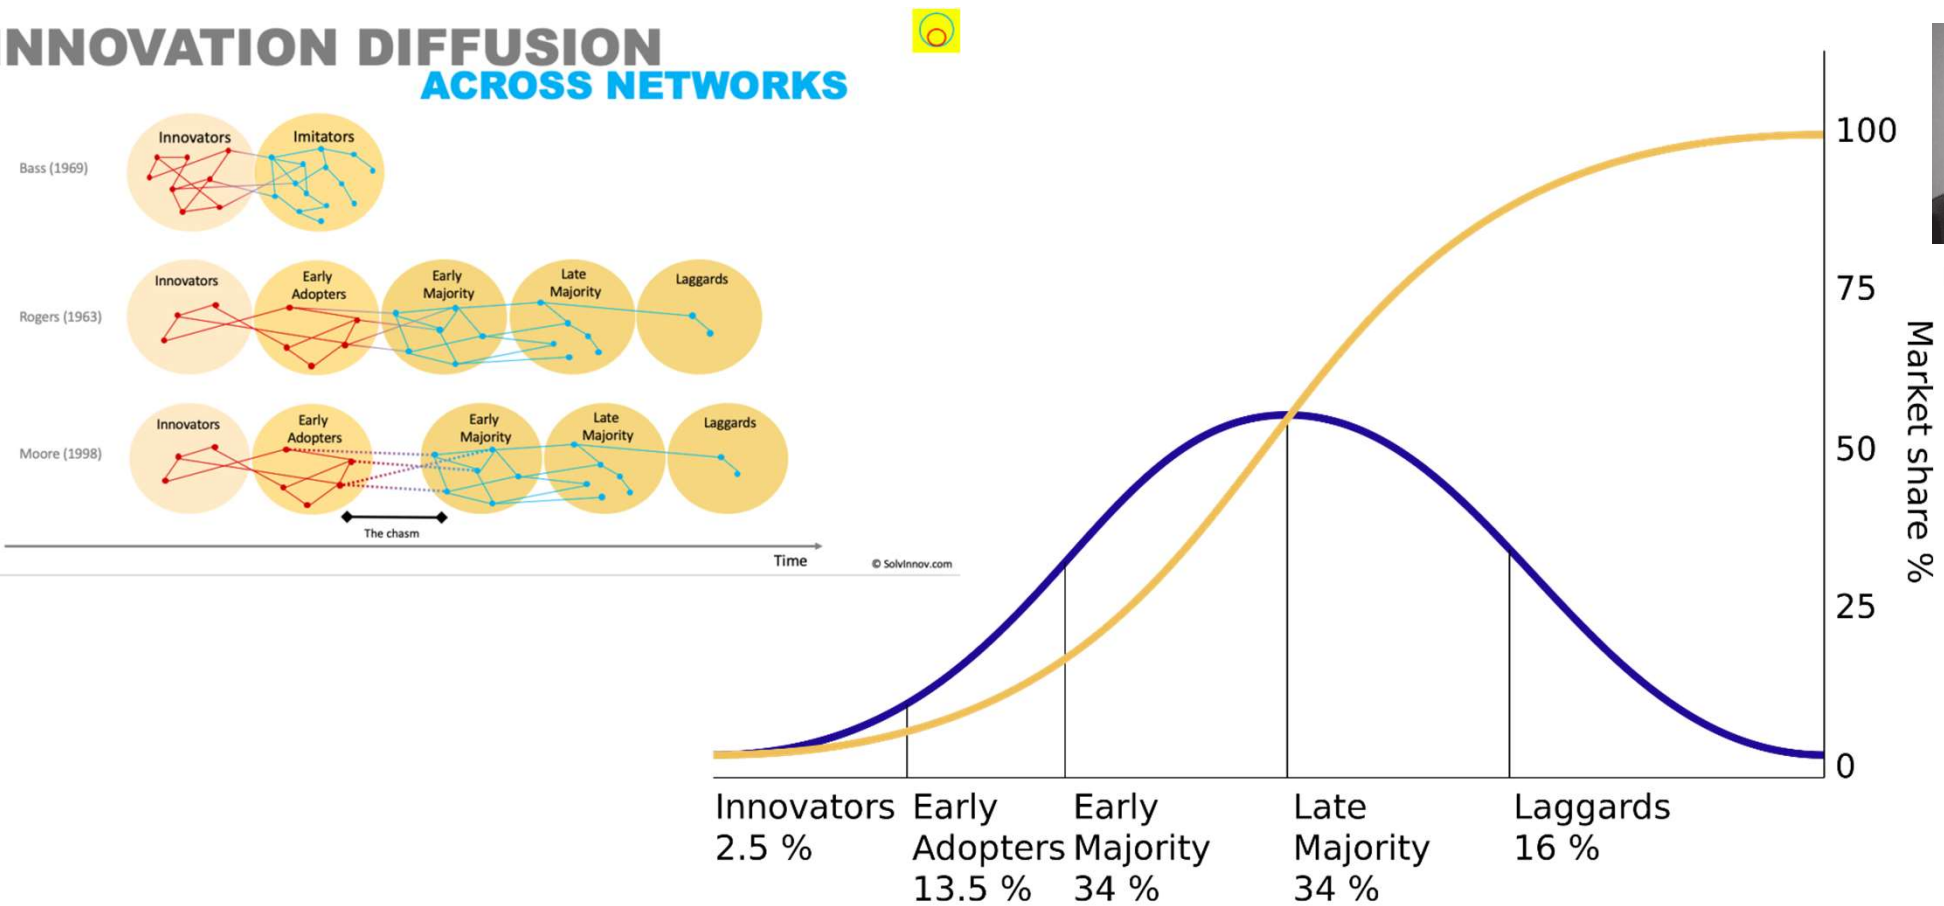 INNOVATION DIFFUSION
ACROSS NETWORKS
Bass (1969)
Innovators
Imitators
Rogers (1963)
Innovators
Early
Adopters
Early
Majority
Late
Majority
Laggards
Moore (1998)
Innovators
Early
Adopters
Early
Majority
Late
Majority
Laggards
The chasm
Time
© SolvInnov.com
100
75
50
25
0
Market share %
Innovators
2.5 %
Early
Adopters
13.5 %
Early
Majority
34 %
Late
Majority
34 %
Laggards
16 %